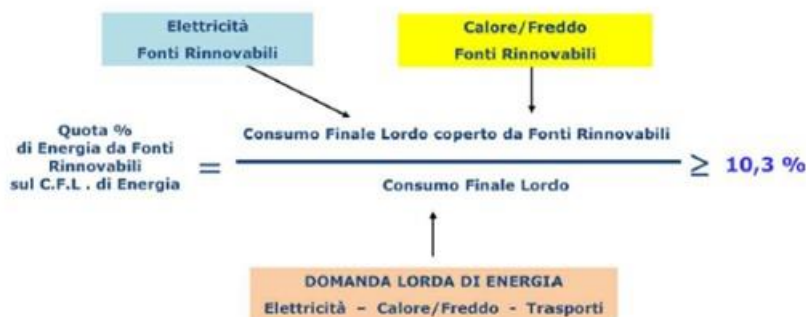 Elettricità
Fonti Rinnovabili
Calore/Freddo
Fonti Rinnovabili
Quota %
di Energia da Fonti
Rinnovabili
sul C.F.L . di Energia
=
Consumo Finale Lordo coperto da Fonti Rinnovabili
Consumo Finale Lordo
≥ 10,3 %
DOMANDA LORDA DI ENERGIA
Elettricità – Calore/Freddo - Trasporti